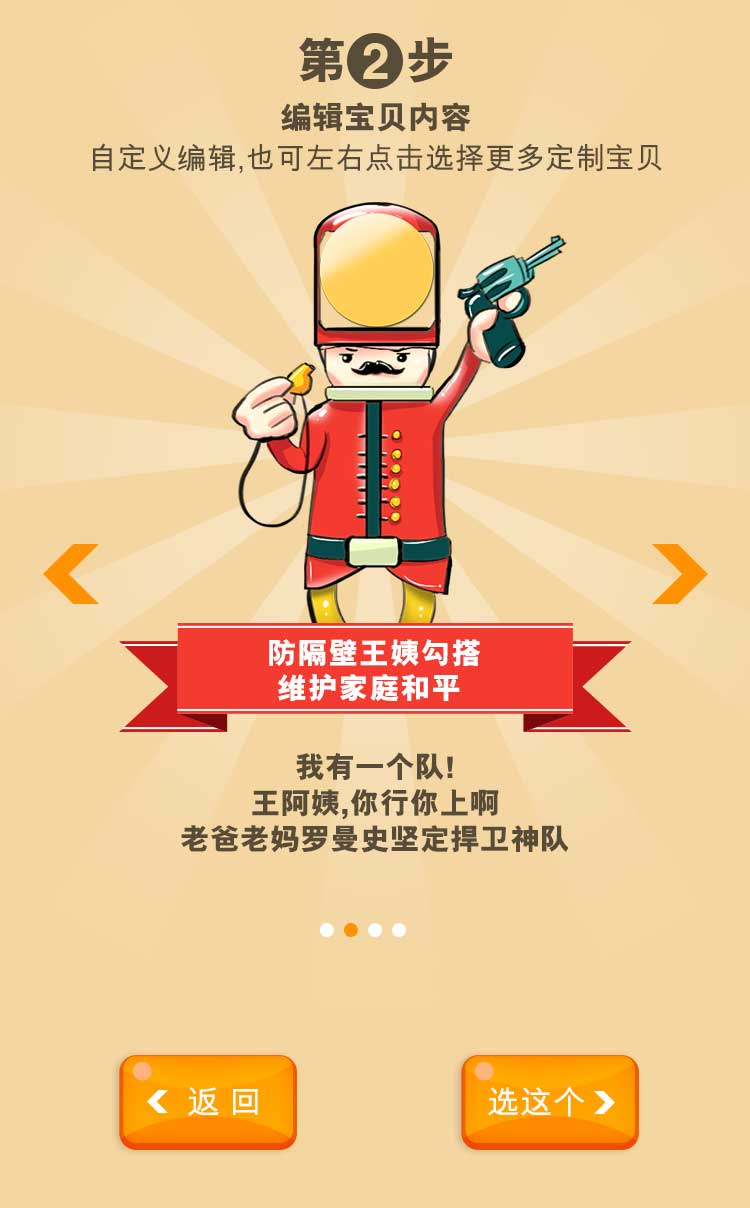 第2步
编辑宝贝内容
自定义编辑,也可左右点击选择更多定制宝贝
防隔壁王姨勾搭
维护家庭和平
我有一个队!
王阿姨,你行你上啊
老爸老妈罗曼史坚定捍卫神队
返回
选这个